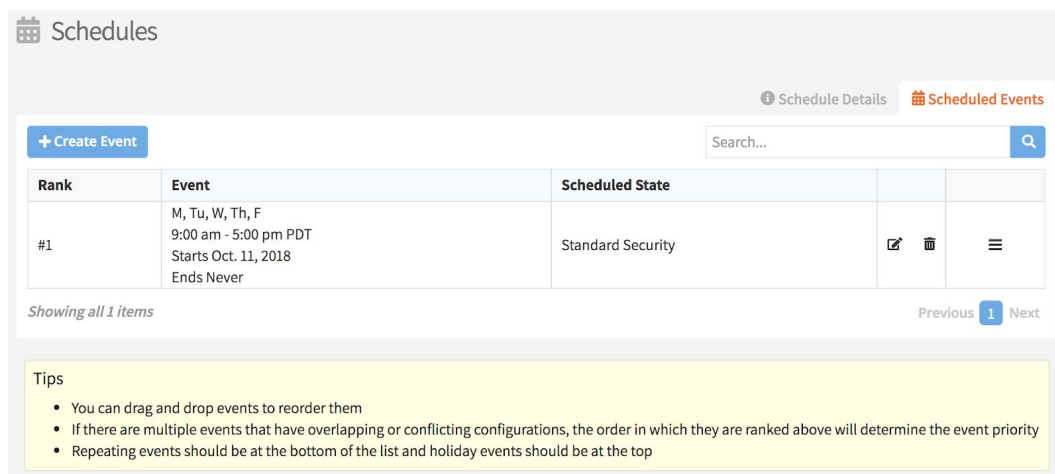 Schedules
Schedule Details Scheduled Events
+ Create Event Search...
Rank Event Scheduled State
M, Tu, W, Th, F
9:00 am - 5:00 pm PDT
#1 Standard Security
Starts Oct. 11, 2018
Ends Never
Showing all 1 items Previous 1 Next
Tips
• You can drag and drop events to reorder them
• If there are multiple events that have overlapping or conflicting configurations, the order in which they are ranked above will determine the event priority
• Repeating events should be at the bottom of the list and holiday events should be at the top